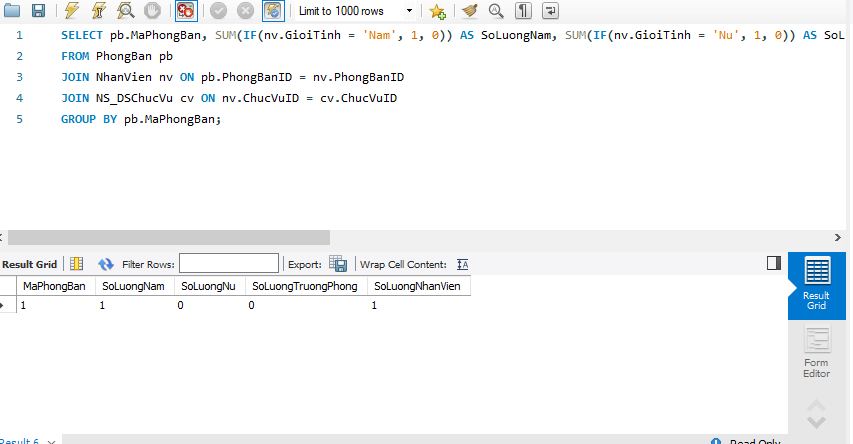 Limit to 1000 rows
1 SELECT pb.MaPhongBan, SUM(IF(nv.GioiTinh = 'Nam', 1, 0)) AS SoLuongNam, SUM(IF(nv.GioiTinh = 'Nu', 1, 0)) AS SoL
2 FROM PhongBan pb
3 JOIN NhanVien nv ON pb.PhongBanID = nv.PhongBanID
4 JOIN NS_DSChucVu cv ON nv.ChucVuID = cv.ChucVuID
5 GROUP BY pb.MaPhongBan;
Result Grid Filter Rows: Export: Wrap Cell Content:
MaPhongBan SoLuongNam SoLuongNu SoLuongTruongPhong SoLuongNhanVien
1 1 0 0 1
Result
Grid
Form
Editor
Result 6 Read Only